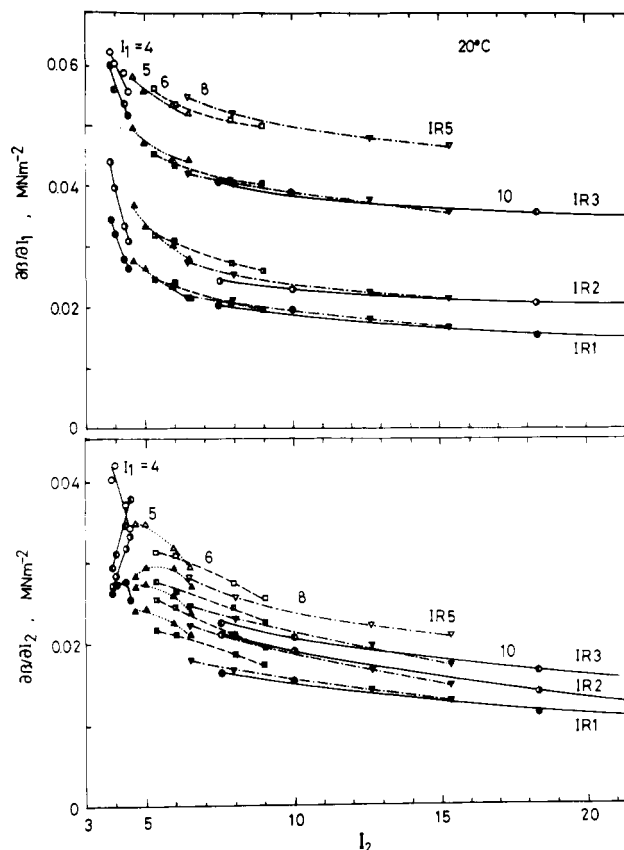 20°C
I₁=4
5
6
8
IR5
0.06
0.04
10
IR3
∂β/∂I₁ , MNm⁻²
0.02
IR2
IR1
0
0.04
I₁=4
5
6
8
IR5
∂β/∂I₂ , MNm⁻²
0.02
10
IR3
IR2
IR1
0
3 5 10 15 20
I₂